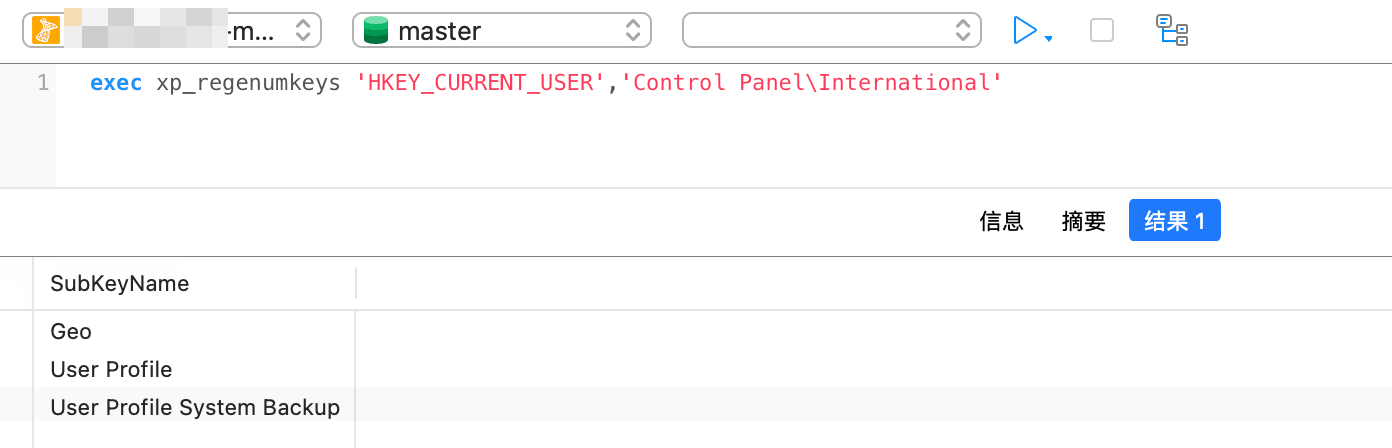 -m...
master
1 exec xp_regenumkeys 'HKEY_CURRENT_USER','Control Panel\International'
信息 摘要 结果 1
SubKeyName
Geo
User Profile
User Profile System Backup